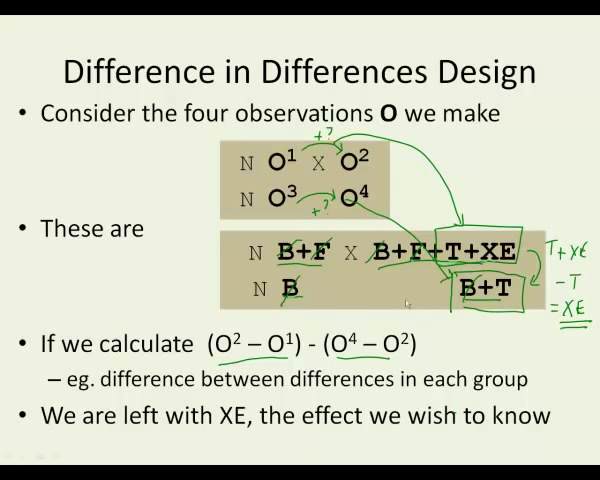 Difference in Differences Design
• Consider the four observations O we make
+?
N O¹ X O²
N O³ O⁴
+?
• These are
N B+F X B+F+T+XE
T+XE
N B B+T
-T
=XE
• If we calculate (O² – O¹) - (O⁴ – O²)
– eg. difference between differences in each group
• We are left with XE, the effect we wish to know